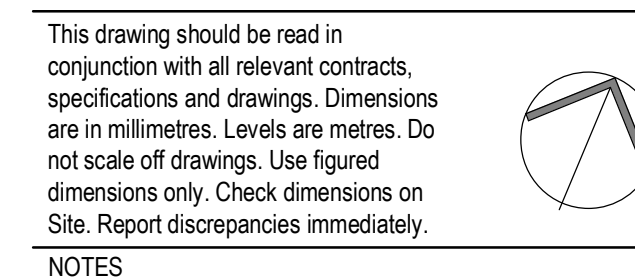 This drawing should be read in
conjunction with all relevant contracts,
specifications and drawings. Dimensions
are in millimetres. Levels are metres. Do
not scale off drawings. Use figured
dimensions only. Check dimensions on
Site. Report discrepancies immediately.
NOTES